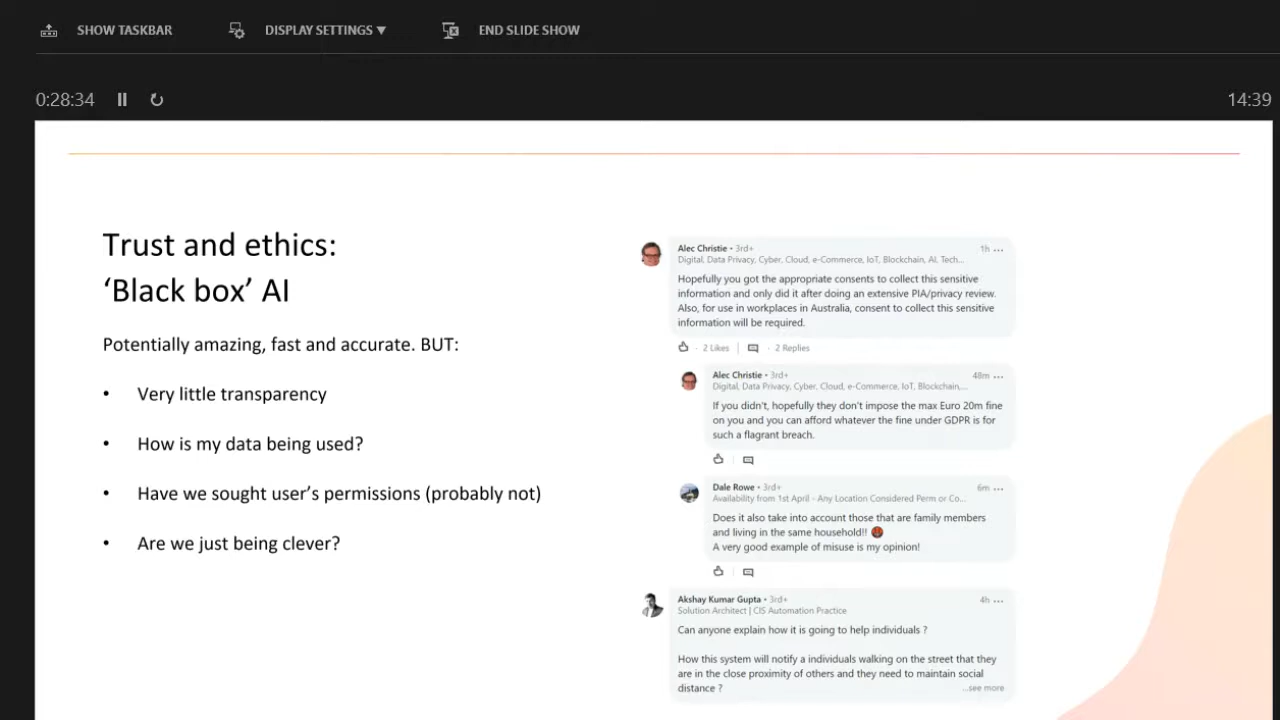 SHOW TASKBAR
DISPLAY SETTINGS ▼
END SLIDE SHOW
0:28:34
14:39
Trust and ethics:
‘Black box’ AI
Potentially amazing, fast and accurate. BUT:
• Very little transparency
• How is my data being used?
• Have we sought user’s permissions (probably not)
• Are we just being clever?
Alec Christie • 3rd+ 1h ...
Digital, Data Privacy, Cyber, Cloud, e-Commerce, IoT, Blockchain, AI, Tech...
Hopefully you got the appropriate consents to collect this sensitive
information and only did it after doing an extensive PIA/privacy review.
Also, for use in workplaces in Australia, consent to collect this sensitive
information will be required.
· 2 Likes | · 2 Replies
Alec Christie • 3rd+ 48m ...
Digital, Data Privacy, Cyber, Cloud, e-Commerce, IoT, Blockchain,...
If you didn't, hopefully they don't impose the max Euro 20m fine
on you and you can afford whatever the fine under GDPR is for
such a flagrant breach.
Dale Rowe • 3rd+ 6m ...
Availability from 1st April - Any Location Considered Perm or Co...
Does it also take into account those that are family members
and living in the same household!!
A very good example of misuse is my opinion!
Akshay Kumar Gupta • 3rd+ 4h ...
Solution Architect | CIS Automation Practice
Can anyone explain how it is going to help individuals ?
How this system will notify a individuals walking on the street that they
are in the close proximity of others and they need to maintain social
distance ? ...see more